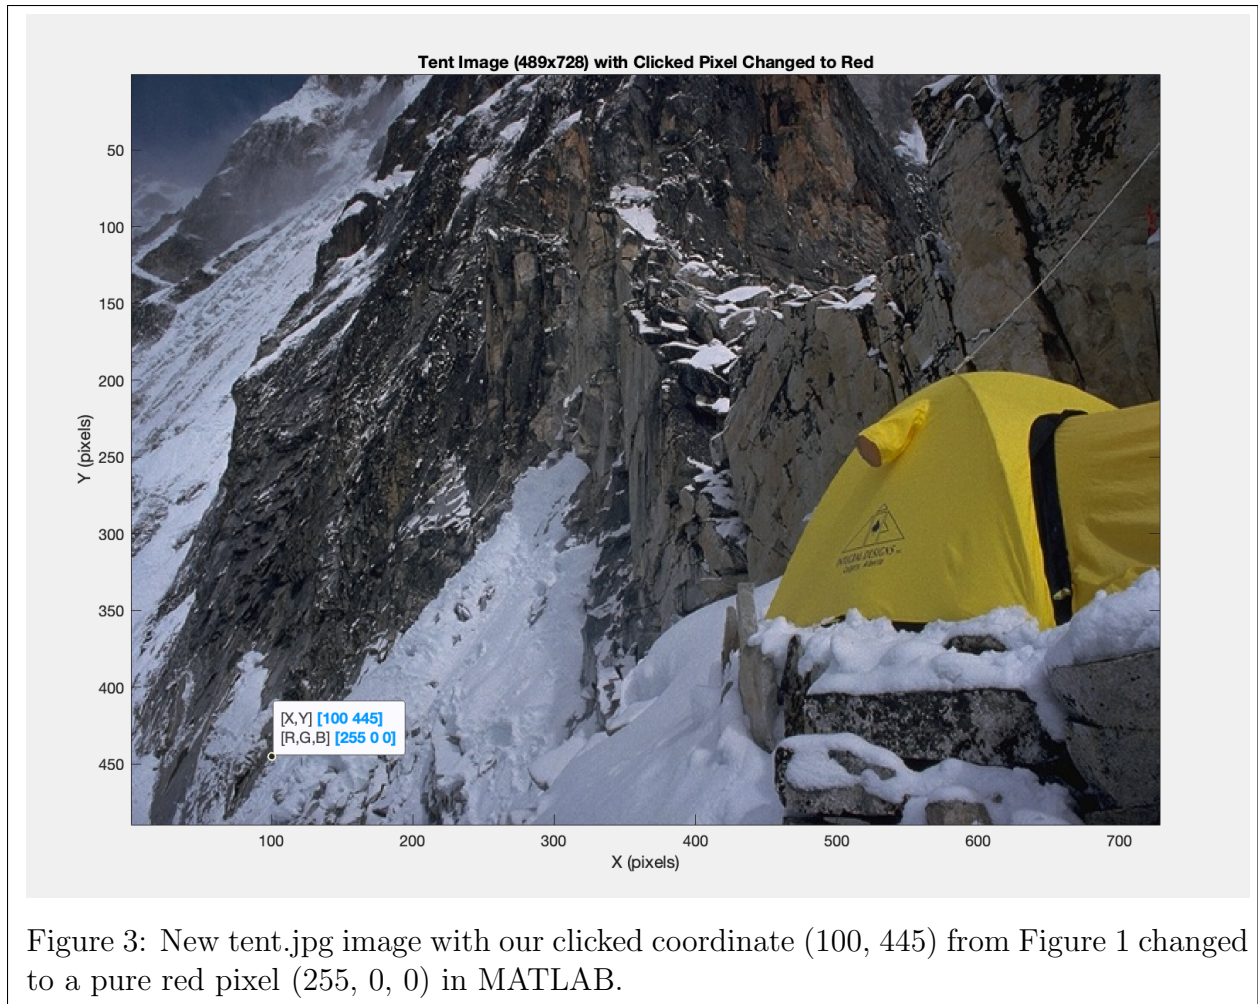 Tent Image (489x728) with Clicked Pixel Changed to Red
50
100
150
200
250
300
350
400
450
Y (pixels)
INTEGRAL DESIGNS
[X,Y] [100 445]
[R,G,B] [255 0 0]
100 200 300 400 500 600 700
X (pixels)
Figure 3: New tent.jpg image with our clicked coordinate (100, 445) from Figure 1 changed
to a pure red pixel (255, 0, 0) in MATLAB.